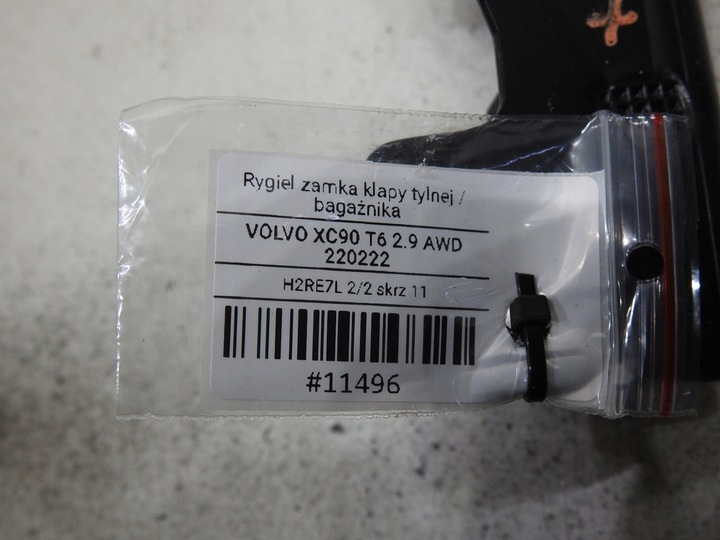 Rygiel zamka klapy tylnej /
bagażnika
VOLVO XC90 T6 2.9 AWD
220222
H2RE7L 2/2 skrz 11
#11496